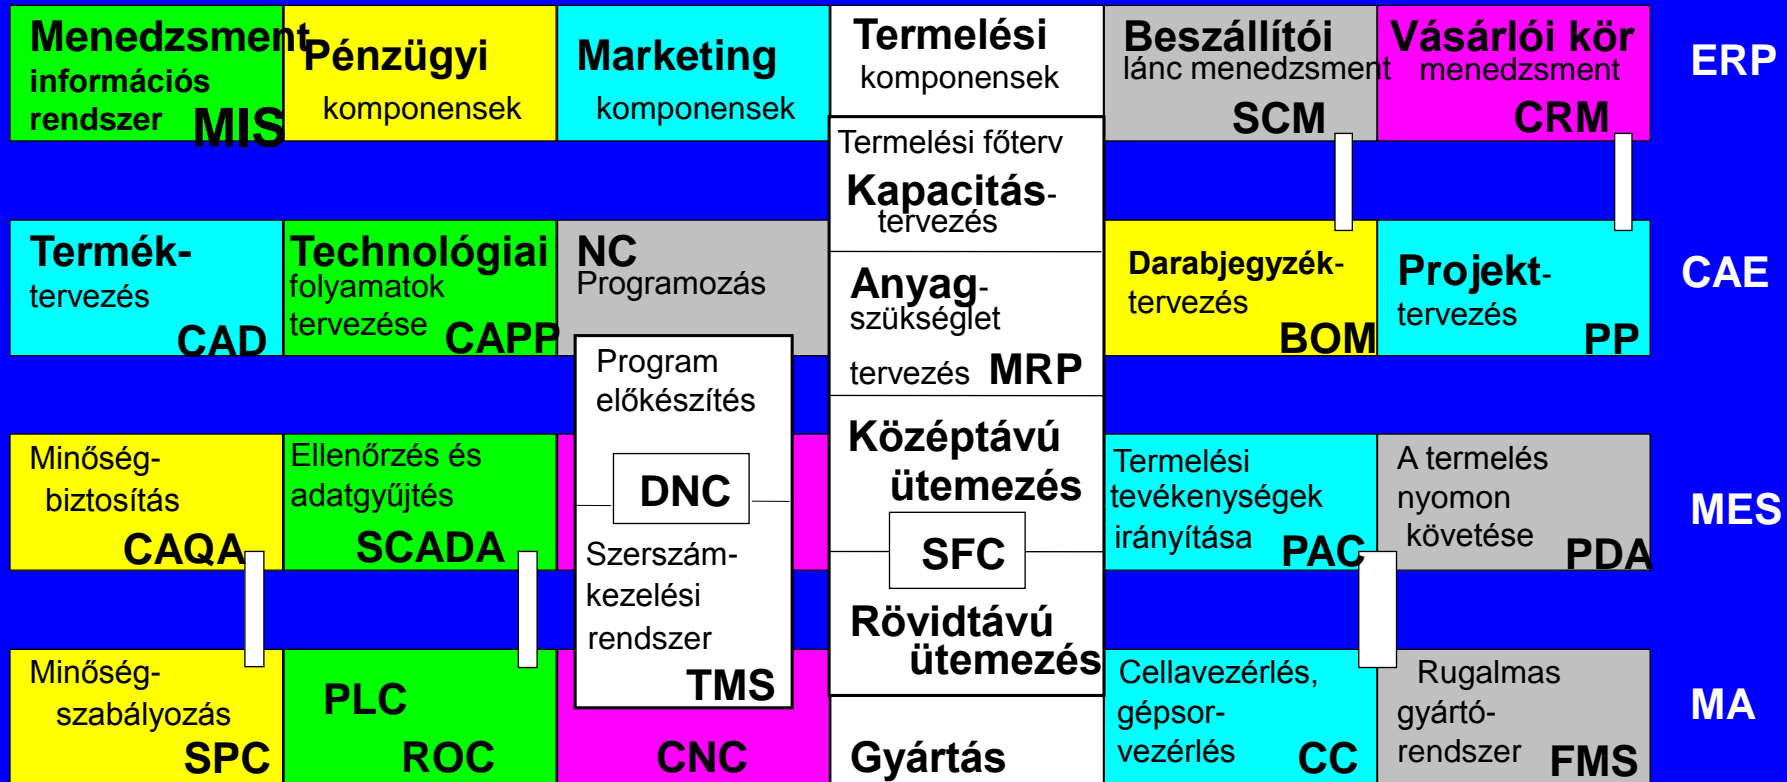 Menedzsment
információs
rendszer MIS
Pénzügyi
komponensek
Marketing
komponensek
Termelési
komponensek
Beszállítói
lánc menedzsment
SCM
Vásárlói kör
menedzsment
CRM
ERP
Termelési főterv
Kapacitás-
tervezés
Termék-
tervezés
CAD
Technológiai
folyamatok
tervezése CAPP
NC
Programozás
Anyag-
szükséglet
tervezés MRP
Darabjegyzék-
tervezés
BOM
Projekt-
tervezés
PP
CAE
Program
előkészítés
DNC
Szerszám-
kezelési
rendszer
TMS
Minőség-
biztosítás
CAQA
Ellenőrzés és
adatgyűjtés
SCADA
Középtávú
ütemezés
SFC
Rövidtávú
ütemezés
Termelési
tevékenységek
irányítása PAC
A termelés
nyomon
követése PDA
MES
Minőség-
szabályozás
SPC
PLC
ROC
CNC
Gyártás
Cellavezérlés,
gépsor-
vezérlés CC
Rugalmas
gyártó-
rendszer FMS
MA